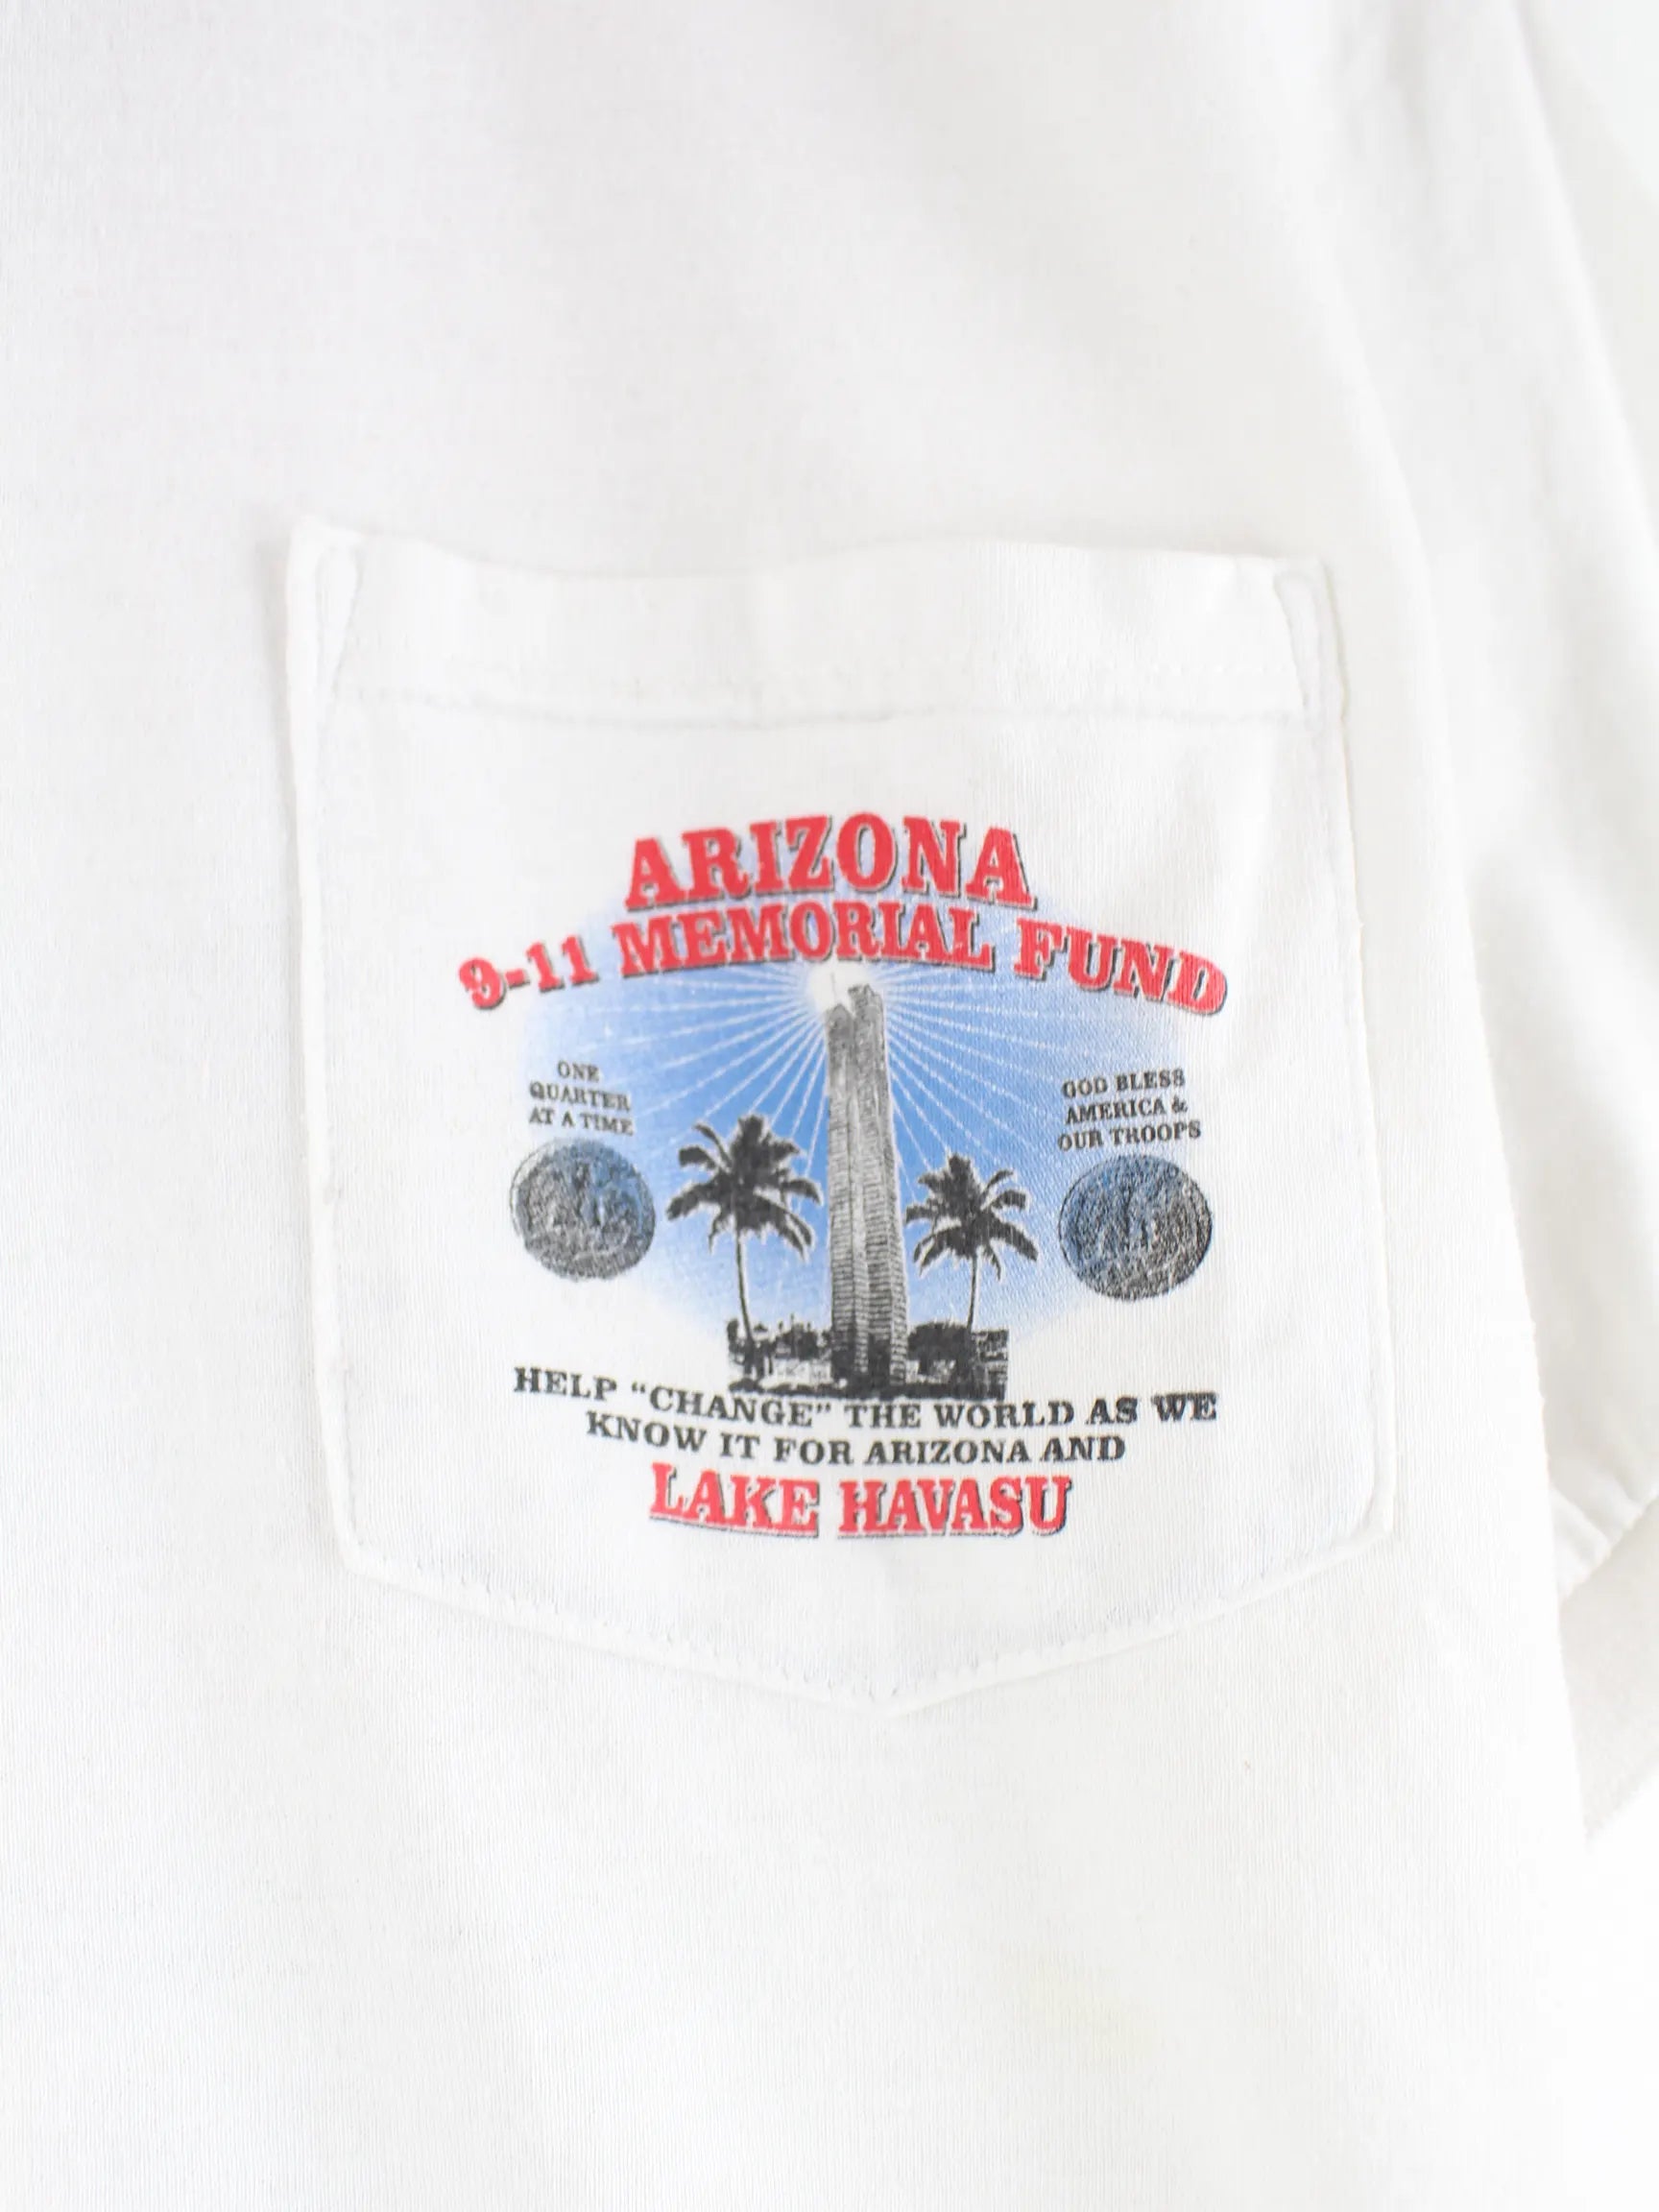 ARIZONA
9-11 MEMORIAL FUND
ONE
QUARTER
AT A TIME
GOD BLESS
AMERICA &
OUR TROOPS
HELP “CHANGE” THE WORLD AS WE
KNOW IT FOR ARIZONA AND
LAKE HAVASU